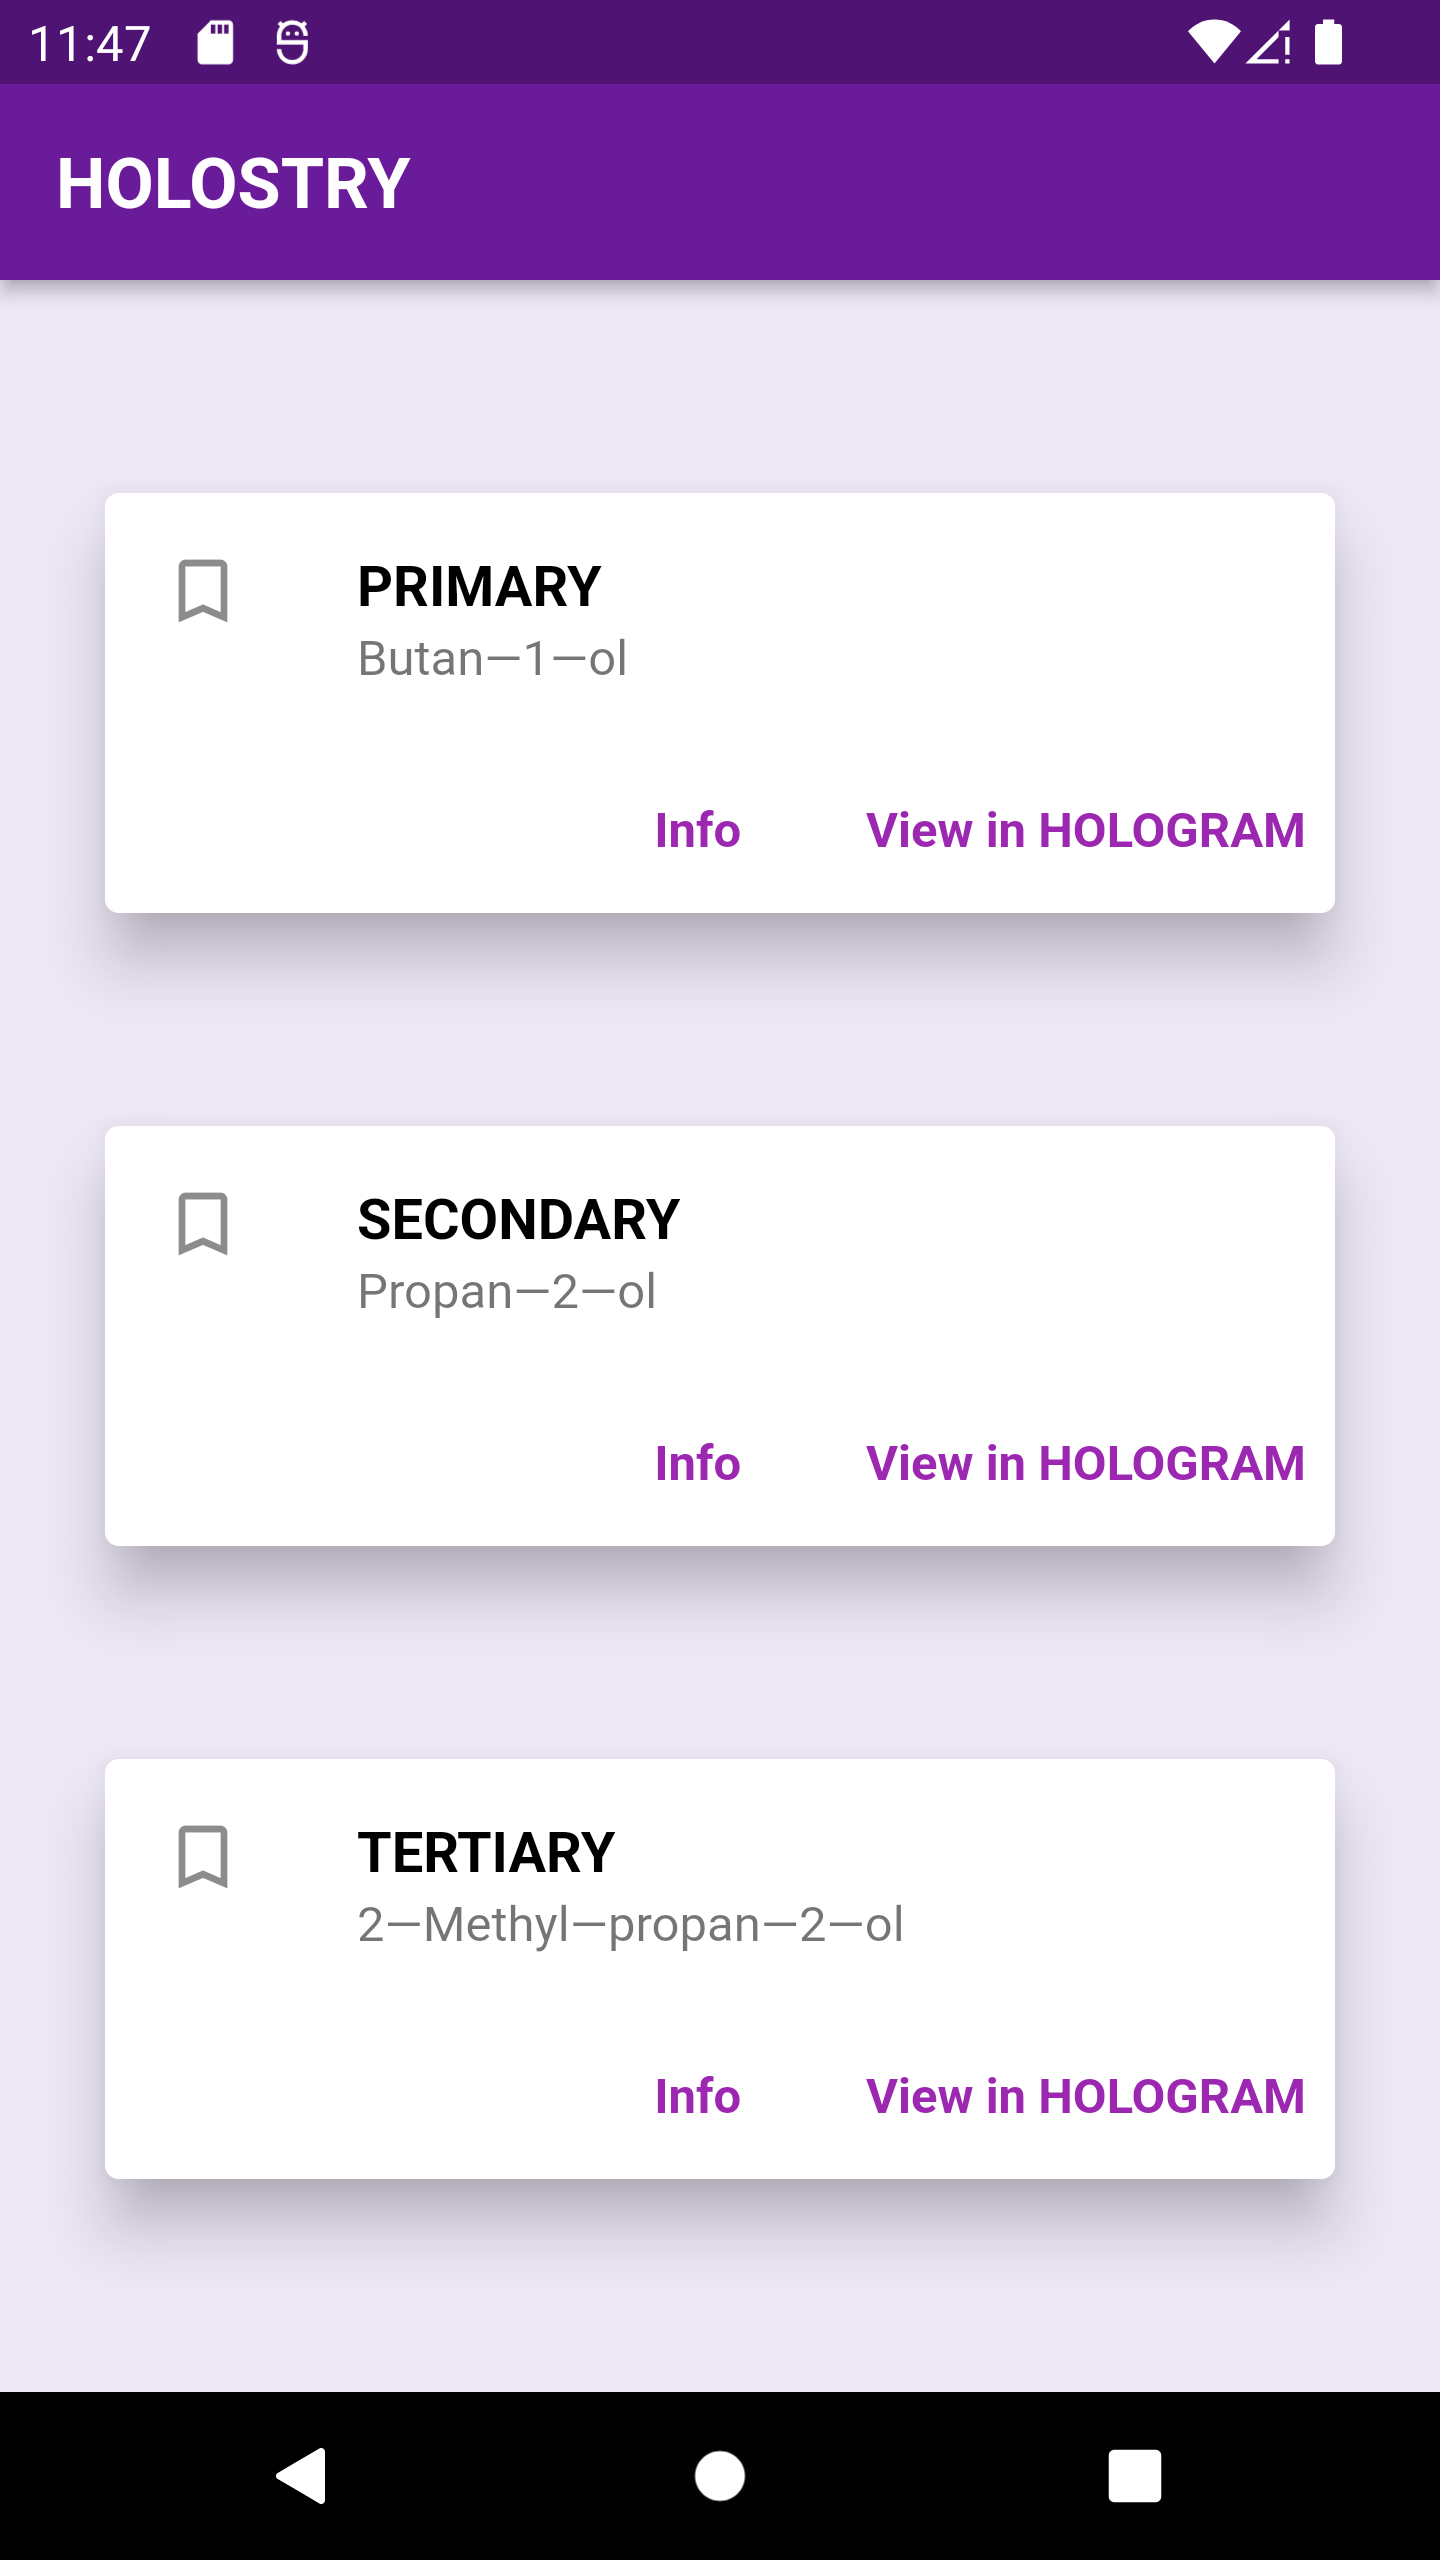 11:47
HOLOSTRY
PRIMARY
Butan—1—ol
Info View in HOLOGRAM
SECONDARY
Propan—2—ol
Info View in HOLOGRAM
TERTIARY
2—Methyl—propan—2—ol
Info View in HOLOGRAM